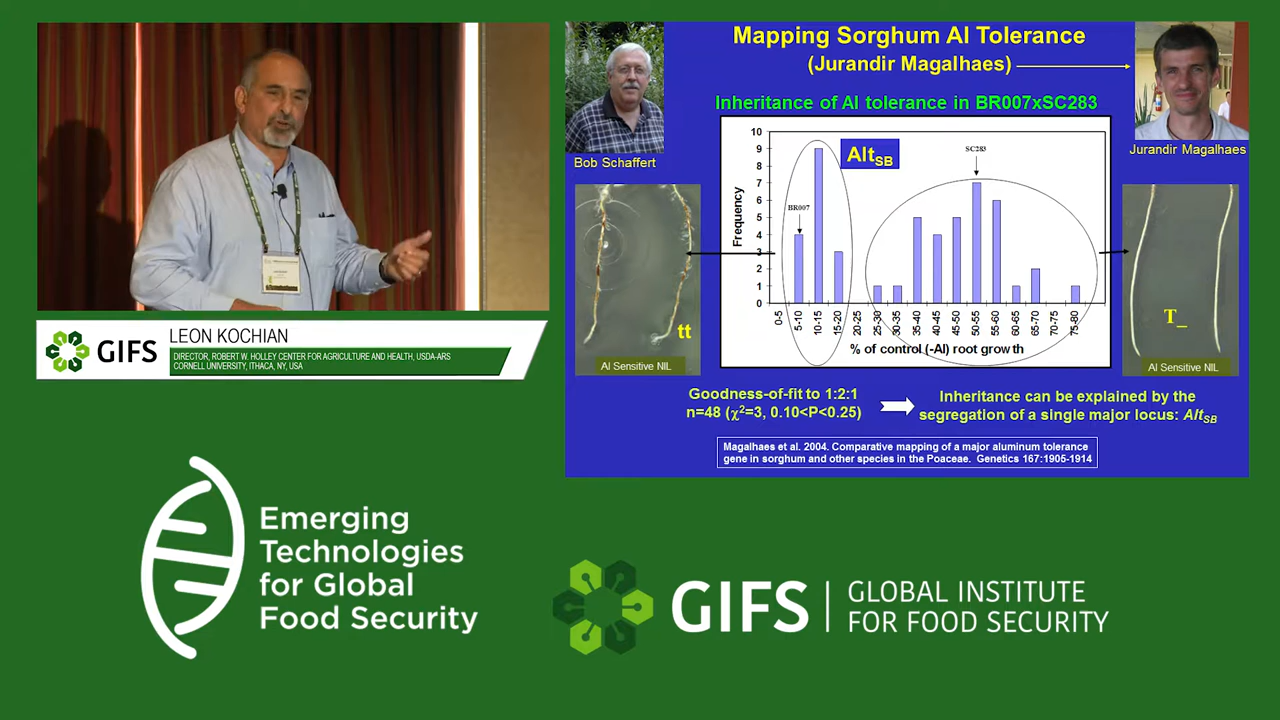 Mapping Sorghum Al Tolerance
(Jurandir Magalhaes)
Inheritance of Al tolerance in BR007xSC283
Bob Schaffert
Jurandir Magalhaes
Alt_SB
SC283
BR007
Frequency
10
9
8
7
6
5
4
3
2
1
0
0-5
5-10
10-15
15-20
20-25
25-30
30-35
35-40
40-45
45-50
50-55
55-60
60-65
65-70
70-75
75-80
% of control (-Al) root growth
tt
Al Sensitive NIL
T_
Al Sensitive NIL
Goodness-of-fit to 1:2:1
n=48 (χ²=3, 0.10<P<0.25)
Inheritance can be explained by the
segregation of a single major locus: Alt_SB
Magalhaes et al. 2004. Comparative mapping of a major aluminum tolerance
gene in sorghum and other species in the Poaceae. Genetics 167:1905-1914
GIFS
LEON KOCHIAN
DIRECTOR, ROBERT W. HOLLEY CENTER FOR AGRICULTURE AND HEALTH, USDA-ARS
CORNELL UNIVERSITY, ITHACA, NY, USA
Emerging
Technologies
for Global
Food Security
GIFS
GLOBAL INSTITUTE
FOR FOOD SECURITY